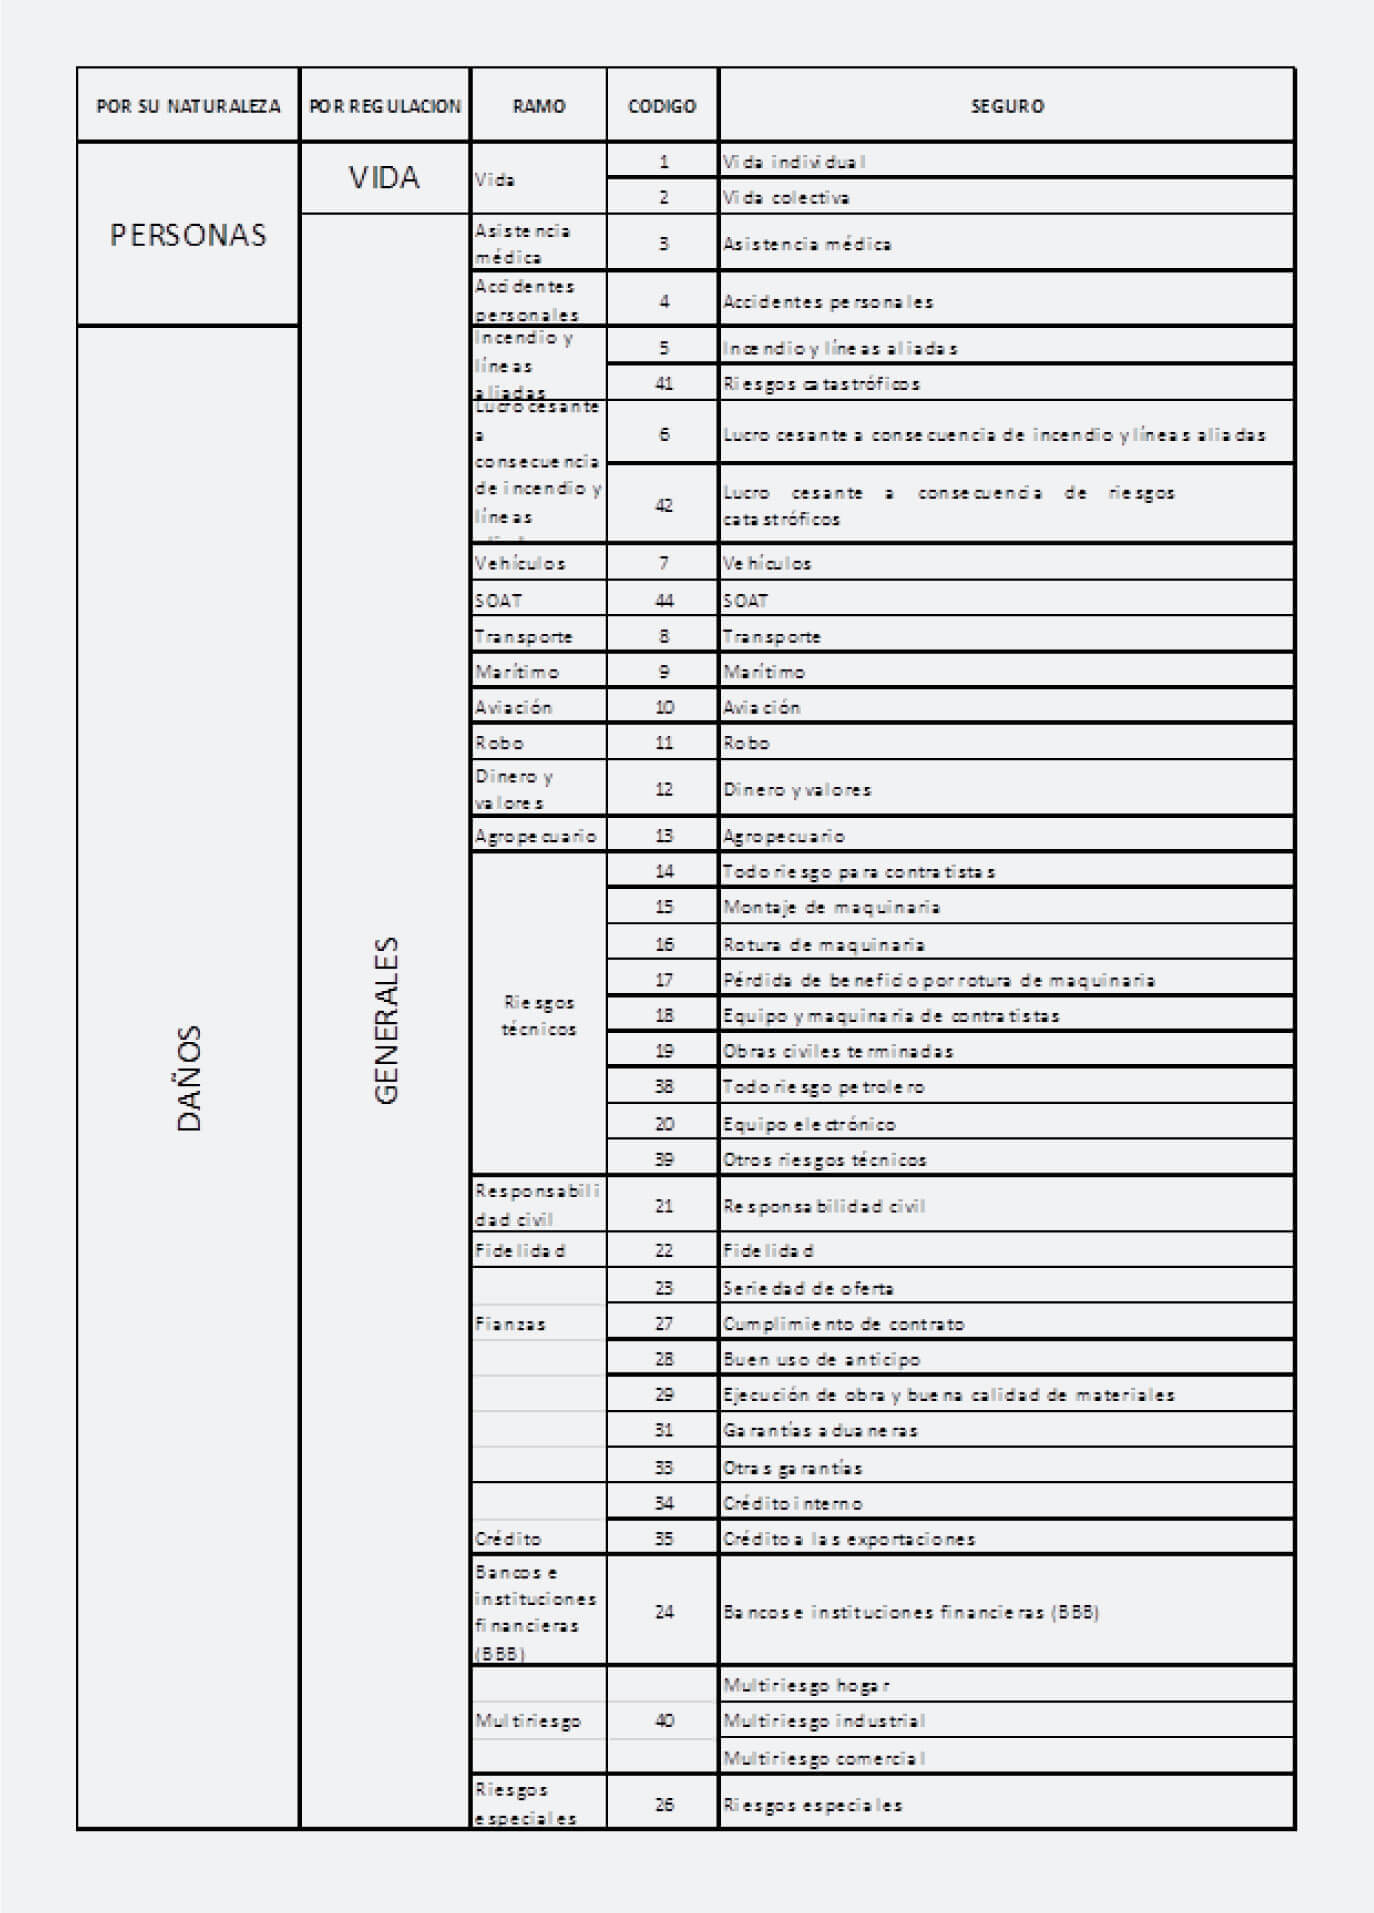 POR SU NATURALEZA POR REGULACION RAMO CODIGO SEGURO
PERSONAS
VIDA
Vida
1 Vida individual
2 Vida colectiva
GENERALES
Asistencia
médica
3 Asistencia médica
Accidentes
personales
4 Accidentes personales
DAÑOS
Incendio y
líneas
aliadas
5 Incendio y líneas aliadas
41 Riesgos catastróficos
Lucro cesante
a
consecuencia
de incendio y
líneas
6 Lucro cesante a consecuencia de incendio y líneas aliadas
42 Lucro cesante a consecuencia de riesgos
catastróficos
Vehículos 7 Vehículos
SOAT 44 SOAT
Transporte 8 Transporte
Marítimo 9 Marítimo
Aviación 10 Aviación
Robo 11 Robo
Dinero y
valores
12 Dinero y valores
Agropecuario 13 Agropecuario
Riesgos
técnicos
14 Todo riesgo para contratistas
15 Montaje de maquinaria
16 Rotura de maquinaria
17 Pérdida de beneficio por rotura de maquinaria
18 Equipo y maquinaria de contratistas
19 Obras civiles terminadas
38 Todo riesgo petrolero
20 Equipo electrónico
39 Otros riesgos técnicos
Responsabili
dad civil
21 Responsabilidad civil
Fidelidad 22 Fidelidad
23 Seriedad de oferta
Fianzas 27 Cumplimiento de contrato
28 Buen uso de anticipo
29 Ejecución de obra y buena calidad de materiales
31 Garantías aduaneras
33 Otras garantías
34 Crédito interno
Crédito 35 Crédito a las exportaciones
Bancos e
instituciones
financieras
(BBB)
24 Bancos e instituciones financieras (BBB)
Multiriesgo hogar
Multiriesgo 40 Multiriesgo industrial
Multiriesgo comercial
Riesgos
especiales
26 Riesgos especiales